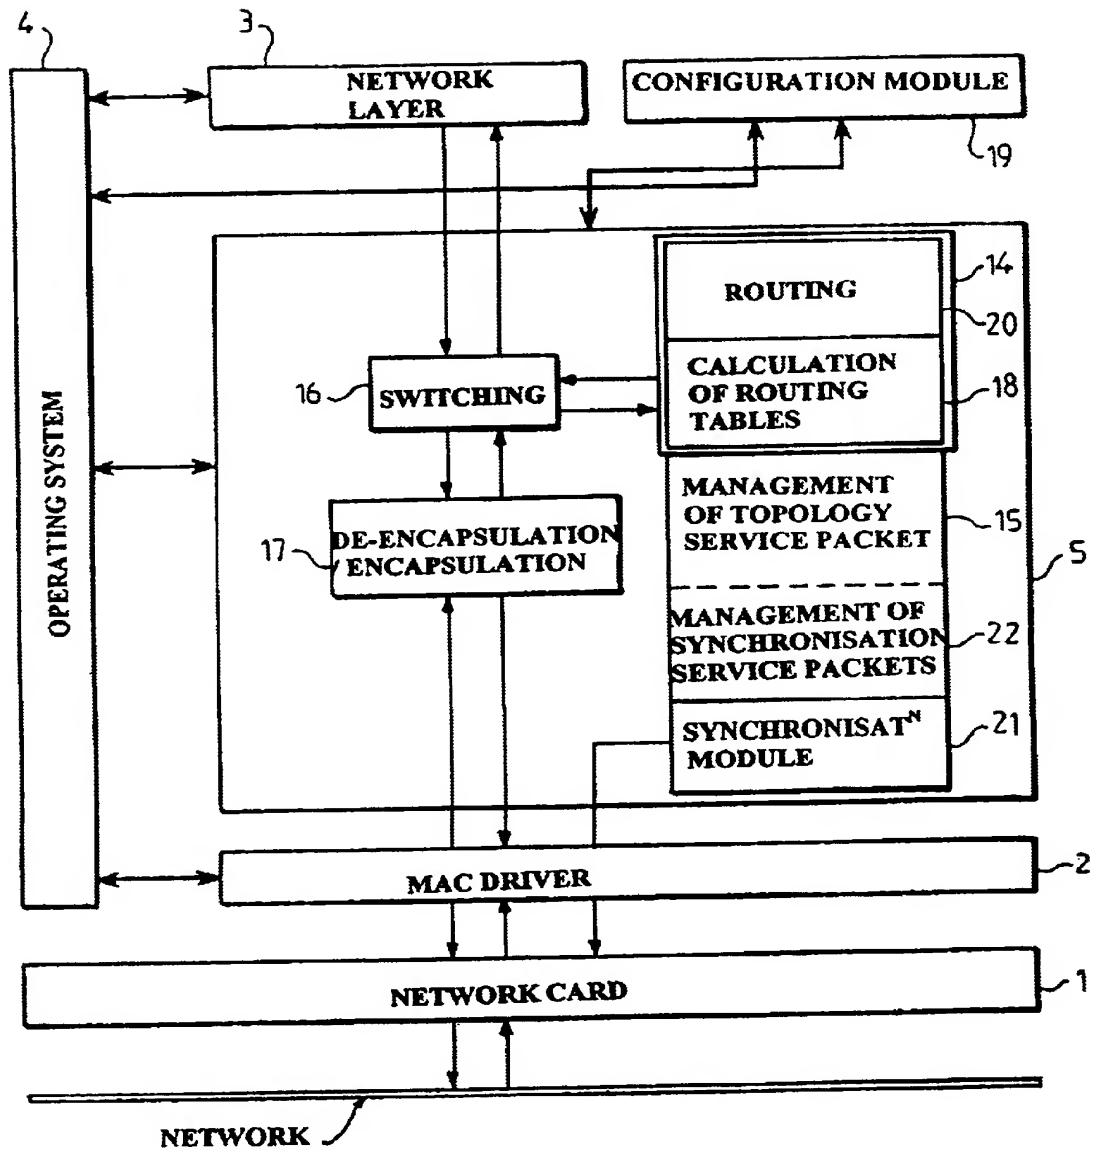 4
3
NETWORK
LAYER
CONFIGURATION MODULE
19
14
ROUTING
20
CALCULATION
OF ROUTING
TABLES
18
16
SWITCHING
OPERATING SYSTEM
MANAGEMENT
OF TOPOLOGY
SERVICE PACKET
15
17
DE-ENCAPSULATION
/ENCAPSULATION
5
MANAGEMENT OF
SYNCHRONISATION
SERVICE PACKETS
22
SYNCHRONISATN
MODULE
21
MAC DRIVER
2
NETWORK CARD
1
NETWORK